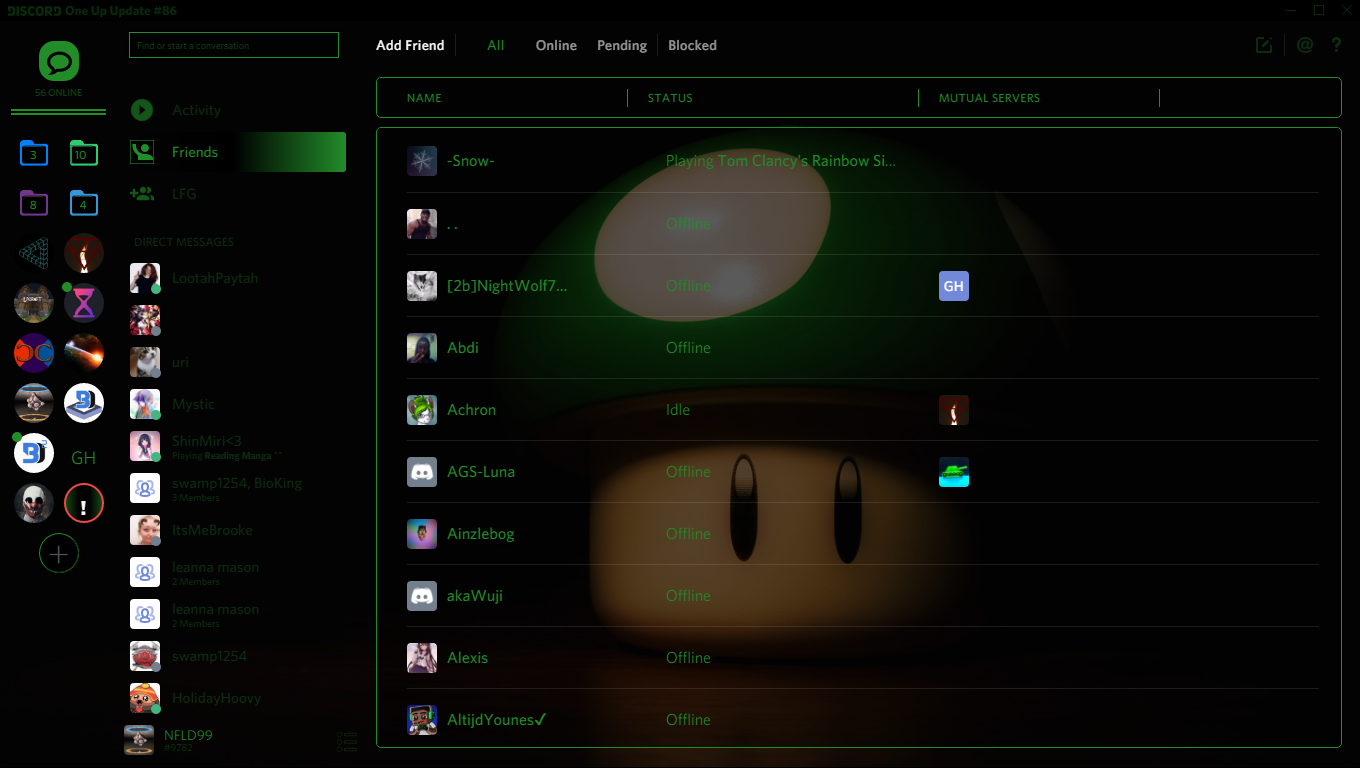 DISCORD One Up Update #86
56 ONLINE
3
10
8
4
GH
!
Find or start a conversation
Activity
Friends
LFG
DIRECT MESSAGES
LootahPaytah
uri
Mystic
ShinMiri<3
Playing Reading Manga ^^
swamp1254, BioKing
3 Members
ItsMeBrooke
leanna mason
2 Members
leanna mason
2 Members
swamp1254
HolidayHoovy
NFLD99
#9782
Add Friend All Online Pending Blocked
@ ?
NAME STATUS MUTUAL SERVERS
-Snow- Playing Tom Clancy's Rainbow Si...
. . Offline
[2b]NightWolf7... Offline GH
Abdi Offline
Achron Idle
AGS-Luna Offline
Ainzlebog Offline
akaWuji Offline
Alexis Offline
AltijdYounes✓ Offline